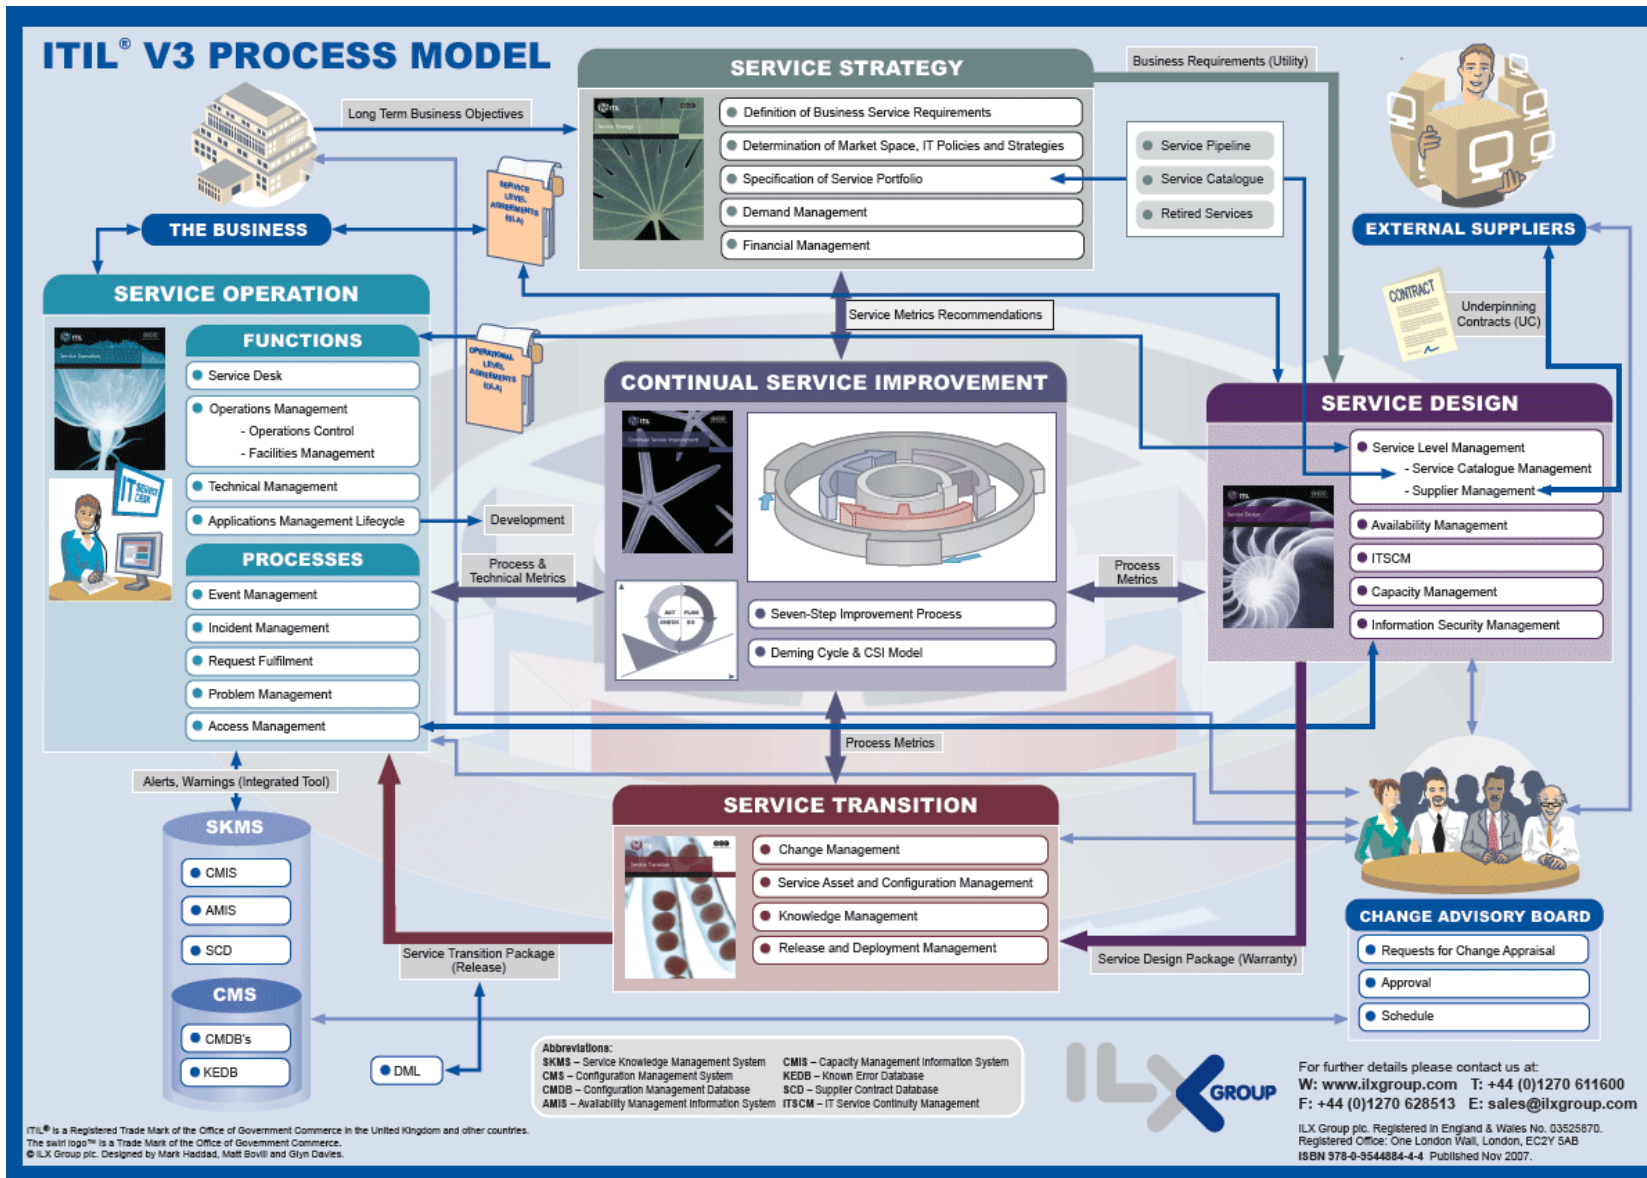 ITIL® V3 PROCESS MODEL
SERVICE STRATEGY
Definition of Business Service Requirements
Determination of Market Space, IT Policies and Strategies
Specification of Service Portfolio
Demand Management
Financial Management
Business Requirements (Utility)
Long Term Business Objectives
Service Pipeline
Service Catalogue
Retired Services
THE BUSINESS
SERVICE
LEVEL
AGREEMENTS
(SLA)
EXTERNAL SUPPLIERS
CONTRACT
Underpinning
Contracts (UC)
SERVICE OPERATION
FUNCTIONS
Service Desk
Operations Management
- Operations Control
- Facilities Management
Technical Management
Applications Management Lifecycle
PROCESSES
Event Management
Incident Management
Request Fulfilment
Problem Management
Access Management
IT SERVICE
DESK
OPERATIONAL
LEVEL
AGREEMENTS
(OLA)
Development
Process &
Technical Metrics
Service Metrics Recommendations
CONTINUAL SERVICE IMPROVEMENT
ACT PLAN
CHECK DO
Seven-Step Improvement Process
Deming Cycle & CSI Model
Process
Metrics
SERVICE DESIGN
Service Level Management
- Service Catalogue Management
- Supplier Management
Availability Management
ITSCM
Capacity Management
Information Security Management
Process Metrics
Alerts, Warnings (Integrated Tool)
SKMS
CMIS
AMIS
SCD
CMS
CMDB's
KEDB
SERVICE TRANSITION
Change Management
Service Asset and Configuration Management
Knowledge Management
Release and Deployment Management
Service Transition Package
(Release)
Service Design Package (Warranty)
DML
CHANGE ADVISORY BOARD
Requests for Change Appraisal
Approval
Schedule
Abbreviations:
SKMS – Service Knowledge Management System
CMS – Configuration Management System
CMDB – Configuration Management Database
AMIS – Availability Management Information System
CMIS – Capacity Management Information System
KEDB – Known Error Database
SCD – Supplier Contract Database
ITSCM – IT Service Continuity Management
ILX GROUP
For further details please contact us at:
W: www.ilxgroup.com T: +44 (0)1270 611600
F: +44 (0)1270 628513 E: sales@ilxgroup.com
ILX Group plc. Registered in England & Wales No. 03525870.
Registered Office: One London Wall, London, EC2Y 5AB
ISBN 978-0-9544884-4-4 Published Nov 2007.
ITIL® is a Registered Trade Mark of the Office of Government Commerce in the United Kingdom and other countries.
The swirl logo™ is a Trade Mark of the Office of Government Commerce.
© ILX Group plc. Designed by Mark Haddad, Matt Bovill and Glyn Davies.